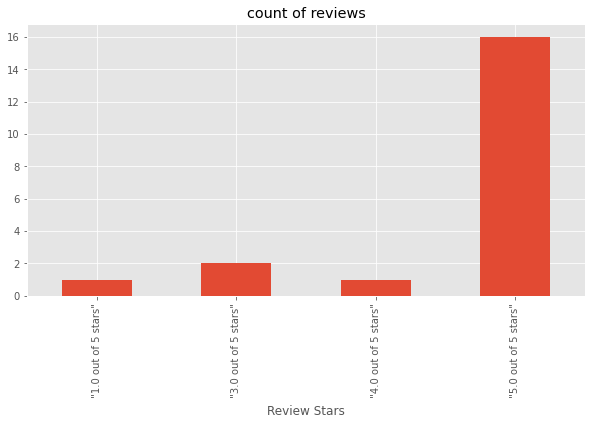 count of reviews
16
14
12
10
8
6
4
2
0
"1.0 out of 5 stars"
"3.0 out of 5 stars"
"4.0 out of 5 stars"
"5.0 out of 5 stars"
Review Stars